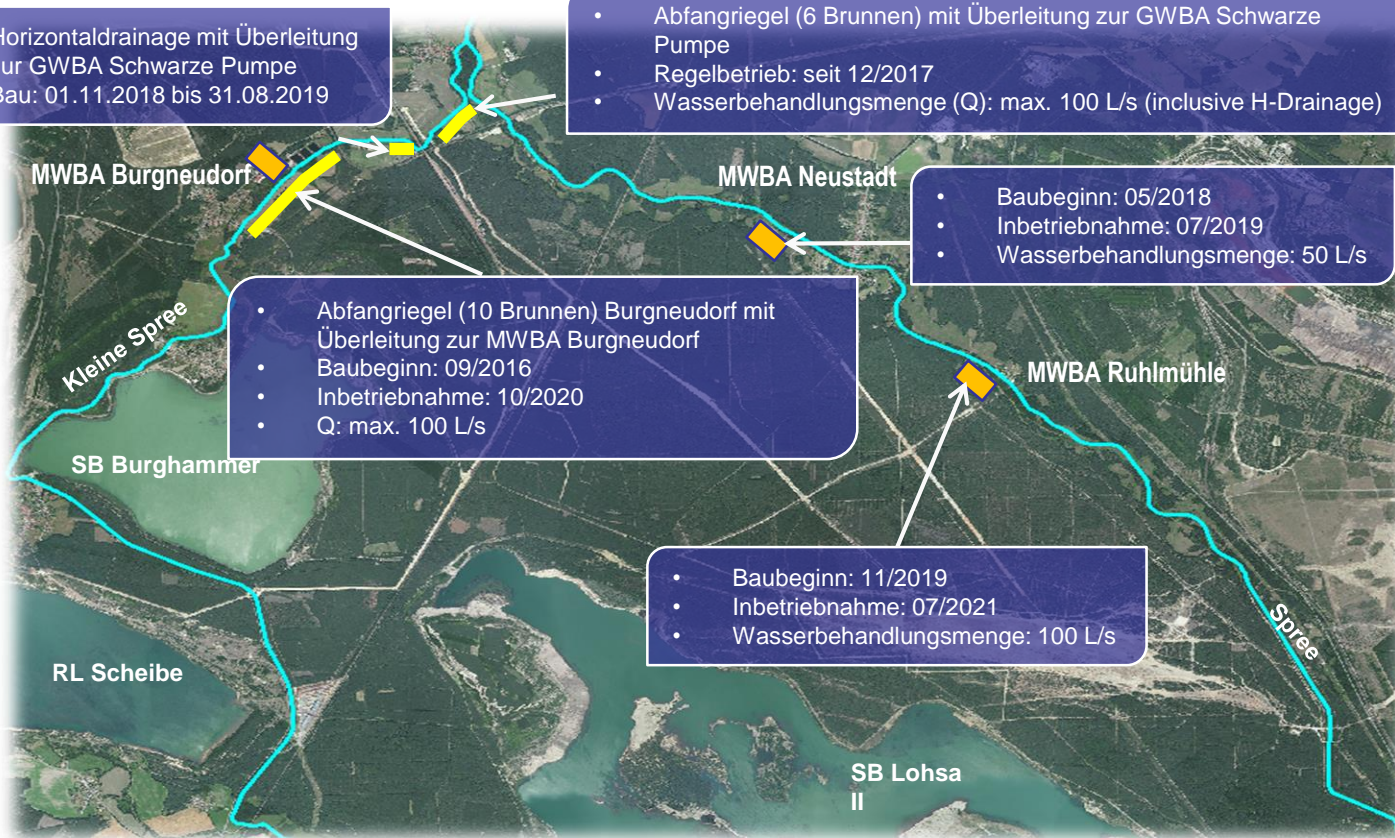 Horizontaldrainage mit Überleitung
zur GWBA Schwarze Pumpe
Bau: 01.11.2018 bis 31.08.2019
• Abfangriegel (6 Brunnen) mit Überleitung zur GWBA Schwarze
Pumpe
• Regelbetrieb: seit 12/2017
• Wasserbehandlungsmenge (Q): max. 100 L/s (inclusive H-Drainage)
MWBA Burgneudorf
MWBA Neustadt
• Baubeginn: 05/2018
• Inbetriebnahme: 07/2019
• Wasserbehandlungsmenge: 50 L/s
• Abfangriegel (10 Brunnen) Burgneudorf mit
Überleitung zur MWBA Burgneudorf
• Baubeginn: 09/2016
• Inbetriebnahme: 10/2020
• Q: max. 100 L/s
Kleine Spree
MWBA Ruhlmühle
SB Burghammer
• Baubeginn: 11/2019
• Inbetriebnahme: 07/2021
• Wasserbehandlungsmenge: 100 L/s
Spree
RL Scheibe
SB Lohsa
II